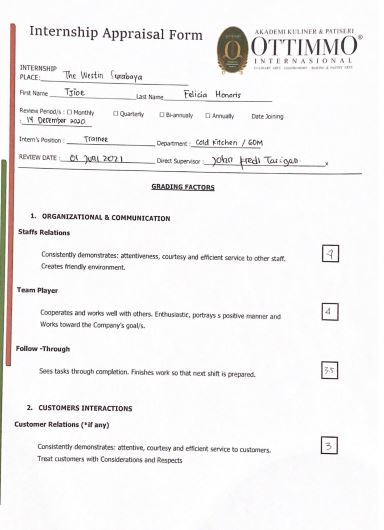 Internship Appraisal Form
AKADEMI KULINER & PATISERI
OTTIMMO®
INTERNASIONAL
INTERNSHIP
PLACE: The Westin Surabaya
First Name Tjioe Last Name Felicia Honoris
Review Period/s : ☐ Monthly ☐ Quarterly ☐ Bi-annualy ☐ Annually Date Joining
: 14 December 2020
Intern's Position : Trainee Department : Cold Kitchen / GDM
REVIEW DATE : 01 JUNI 2021 Direct Supervisor : Johan Fredi Tarigan x
GRADING FACTORS
1. ORGANIZATIONAL & COMMUNICATION
Staffs Relations
Consistently demonstrates: attentiveness, courtesy and efficient service to other staff. 4
Creates friendly environment.
Team Player
Cooperates and works well with others. Enthusiastic, portrays s positive manner and 4
Works toward the Company's goal/s.
Follow -Through
Sees tasks through completion. Finishes work so that next shift is prepared. 3.5
2. CUSTOMERS INTERACTIONS
Customer Relations (*if any)
Consistently demonstrates: attentive, courtesy and efficient service to customers. 3
Treat customers with Considerations and Respects